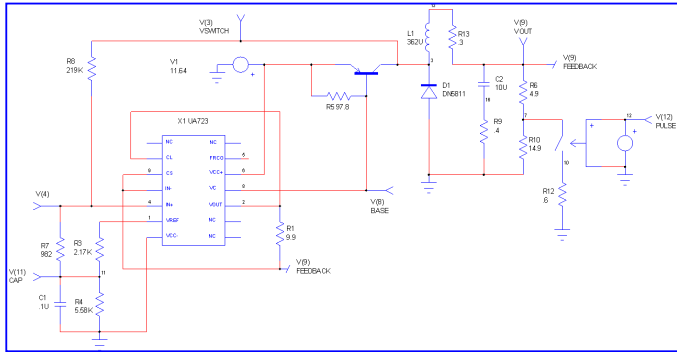 V(3)
VSWITCH
R8
219K
V1
11.64
+
L1
362U
R13
.3
V(9)
VOUT
V(9)
FEEDBACK
3
D1
DN5811
C2
10U
R6
4.9
R5 97.8
X1 UA723
18
7
12
V(12)
PULSE
+
+
R9
.4
R10
14.9
10
R12
.6
NC
NC
CL
FRCO
6
9
CS
VCC+
6
IN-
VC
8
V(8)
BASE
V(4)
4
IN+
VOUT
2
1
VREF
NC
VCC-
NC
R7
982
R3
2.17K
R1
9.9
V(9)
FEEDBACK
V(11)
CAP
11
C1
.1U
R4
5.58K